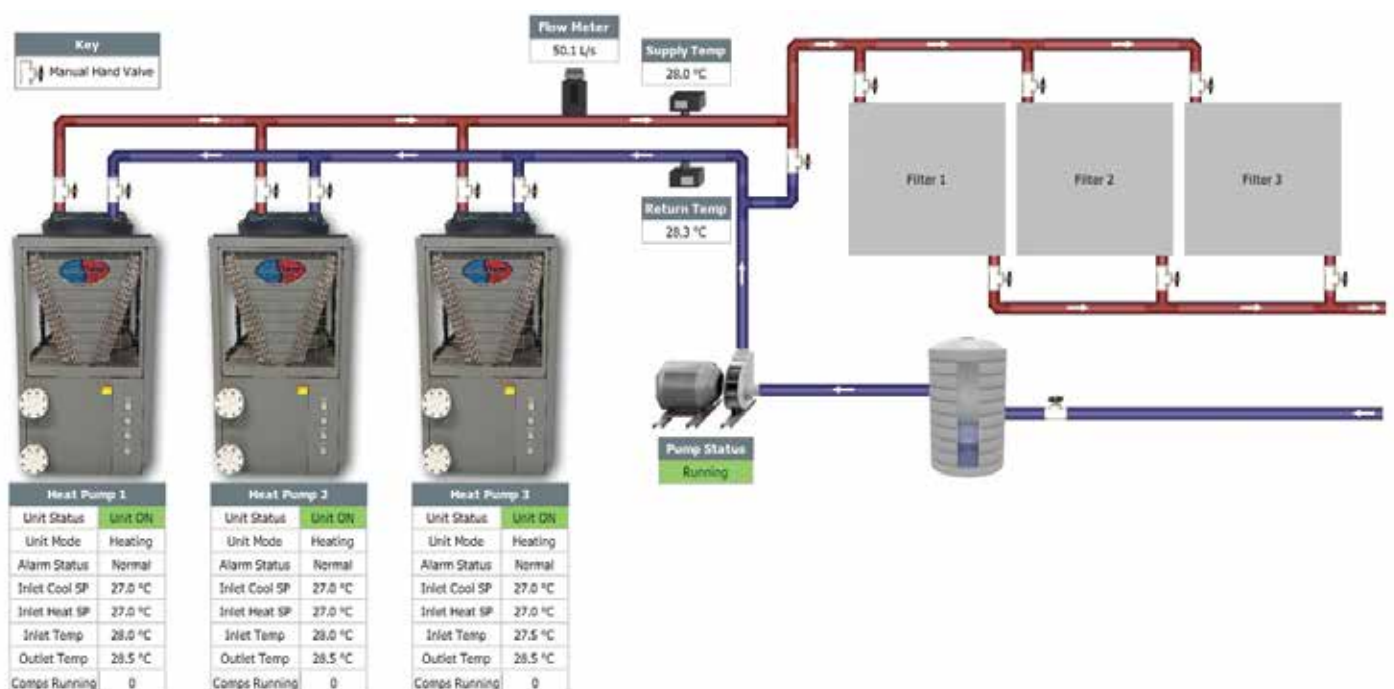 Flow Meter
50.1 L/s
Key
Manual Hand Valve
Supply Temp
28.0 °C
Filter 1
Filter 2
Filter 3
Return Temp
28.3 °C
Pump Status
Running
Heat Pump 1
Unit Status Unit ON
Unit Mode Heating
Alarm Status Normal
Inlet Cool SP 27.0 °C
Inlet Heat SP 27.0 °C
Inlet Temp 28.0 °C
Outlet Temp 28.5 °C
Comps Running 0
Heat Pump 2
Unit Status Unit ON
Unit Mode Heating
Alarm Status Normal
Inlet Cool SP 27.0 °C
Inlet Heat SP 27.0 °C
Inlet Temp 28.0 °C
Outlet Temp 28.5 °C
Comps Running 0
Heat Pump 3
Unit Status Unit ON
Unit Mode Heating
Alarm Status Normal
Inlet Cool SP 27.0 °C
Inlet Heat SP 27.0 °C
Inlet Temp 27.5 °C
Outlet Temp 28.5 °C
Comps Running 0